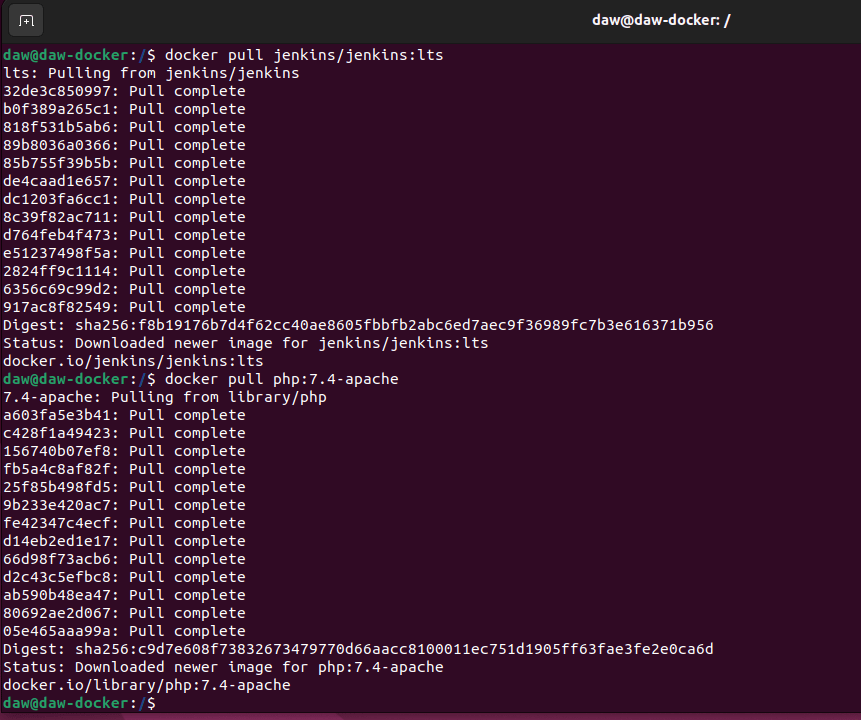 daw@daw-docker: /
daw@daw-docker:/$ docker pull jenkins/jenkins:lts
lts: Pulling from jenkins/jenkins
32de3c850997: Pull complete
b0f389a265c1: Pull complete
818f531b5ab6: Pull complete
89b8036a0366: Pull complete
85b755f39b5b: Pull complete
de4caad1e657: Pull complete
dc1203fa6cc1: Pull complete
8c39f82ac711: Pull complete
d764feb4f473: Pull complete
e51237498f5a: Pull complete
2824ff9c1114: Pull complete
6356c69c99d2: Pull complete
917ac8f82549: Pull complete
Digest: sha256:f8b19176b7d4f62cc40ae8605fbbfb2abc6ed7aec9f36989fc7b3e616371b956
Status: Downloaded newer image for jenkins/jenkins:lts
docker.io/jenkins/jenkins:lts
daw@daw-docker:/$ docker pull php:7.4-apache
7.4-apache: Pulling from library/php
a603fa5e3b41: Pull complete
c428f1a49423: Pull complete
156740b07ef8: Pull complete
fb5a4c8af82f: Pull complete
25f85b498fd5: Pull complete
9b233e420ac7: Pull complete
fe42347c4ecf: Pull complete
d14eb2ed1e17: Pull complete
66d98f73acb6: Pull complete
d2c43c5efbc8: Pull complete
ab590b48ea47: Pull complete
80692ae2d067: Pull complete
05e465aaa99a: Pull complete
Digest: sha256:c9d7e608f73832673479770d66aacc8100011ec751d1905ff63fae3fe2e0ca6d
Status: Downloaded newer image for php:7.4-apache
docker.io/library/php:7.4-apache
daw@daw-docker:/$